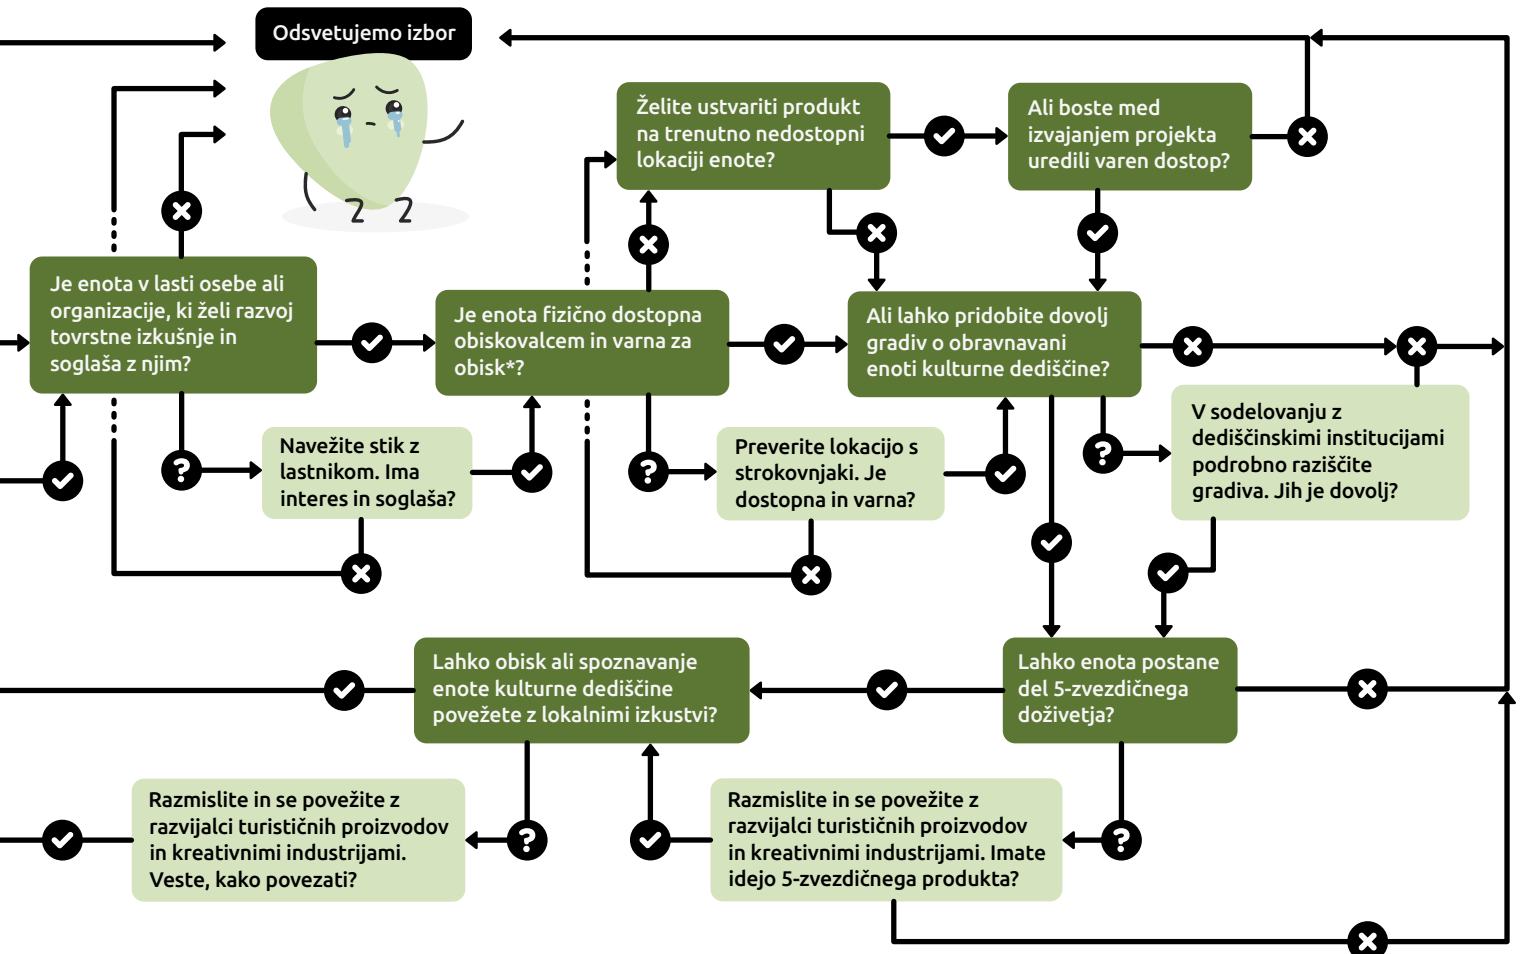 Odsvetujemo izbor
Želite ustvariti produkt
na trenutno nedostopni
lokaciji enote?
Ali boste med
izvajanjem projekta
uredili varen dostop?
Je enota v lasti osebe ali
organizacije, ki želi razvoj
tovrstne izkušnje in
soglaša z njim?
Je enota fizično dostopna
obiskovalcem in varna za
obisk*?
Ali lahko pridobite dovolj
gradiv o obravnavani
enoti kulturne dediščine?
Navežite stik z
lastnikom. Ima
interes in soglaša?
Preverite lokacijo s
strokovnjaki. Je
dostopna in varna?
V sodelovanju z
dediščinskimi institucijami
podrobno raziščite
gradiva. Jih je dovolj?
Lahko obisk ali spoznavanje
enote kulturne dediščine
povežete z lokalnimi izkustvi?
Lahko enota postane
del 5-zvezdičnega
doživetja?
Razmislite in se povežite z
razvijalci turističnih proizvodov
in kreativnimi industrijami.
Veste, kako povezati?
Razmislite in se povežite z
razvijalci turističnih proizvodov
in kreativnimi industrijami. Imate
idejo 5-zvezdičnega produkta?